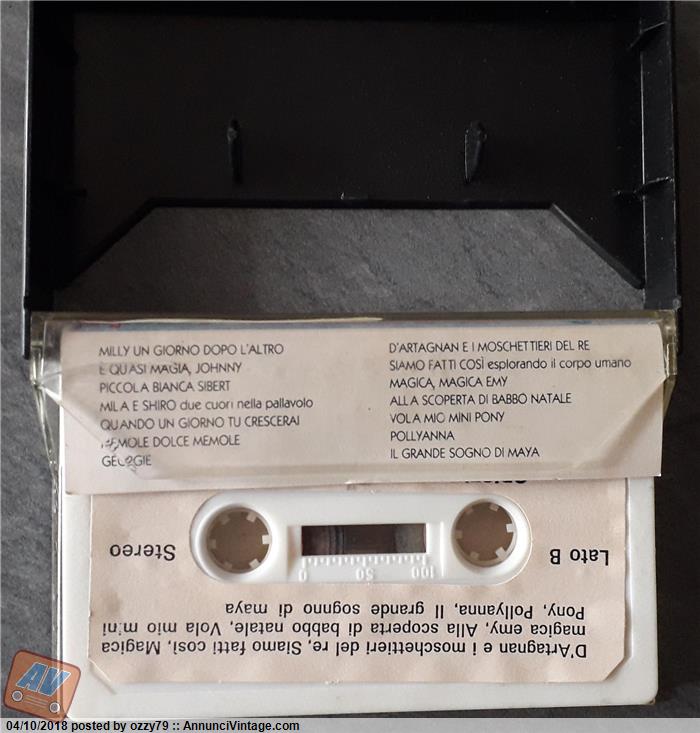 MILLY UN GIORNO DOPO L'ALTRO
È QUASI MAGIA, JOHNNY
PICCOLA BIANCA SIBERT
MILA E SHIRO due cuori nella pallavolo
QUANDO UN GIORNO TU CRESCERAI
MEMOLE DOLCE MEMOLE
GEORGIE
D'ARTAGNAN E I MOSCHETTIERI DEL RE
SIAMO FATTI COSÌ esplorando il corpo umano
MAGICA, MAGICA EMY
ALLA SCOPERTA DI BABBO NATALE
VOLA MIO MINI PONY
POLLYANNA
IL GRANDE SOGNO DI MAYA
D'Artagnan e i moschettieri del re, Siamo fatti così, Magica
magica emy, Alla scoperta di babbo natale, Vola mio mini
Pony, Pollyanna, Il grande sognno di maya
Lato B
Stereo
100 50 0
AV
04/10/2018 posted by ozzy79 :: AnnunciVintage.com